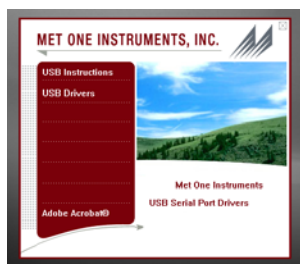 MET ONE INSTRUMENTS, INC.
USB Instructions
USB Drivers
Met One Instruments
USB Serial Port Drivers
Adobe Acrobat®